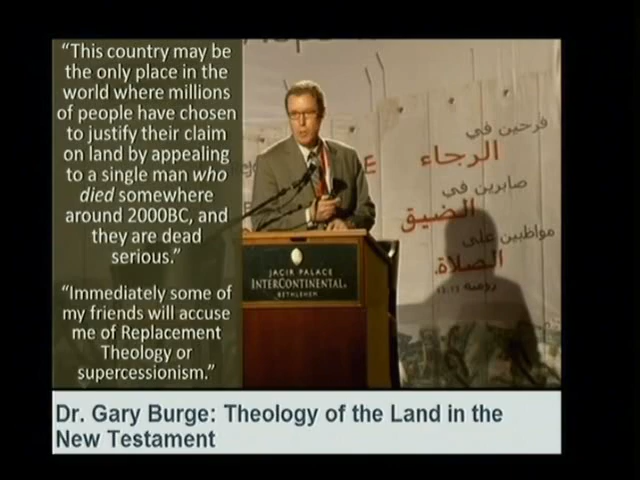 “This country may be
the only place in the
world where millions
of people have chosen
to justify their claim
on land by appealing
to a single man who
died somewhere
around 2000BC, and
they are dead
serious.”
“Immediately some of
my friends will accuse
me of Replacement
Theology or
supercessionism.”
فرحين في
الرجاء
صابرين في
الضيق
مواظبين على
الصلاة.
رومية
JACIR PALACE
INTERCONTINENTAL.
BETHLEHEM
Dr. Gary Burge: Theology of the Land in the
New Testament